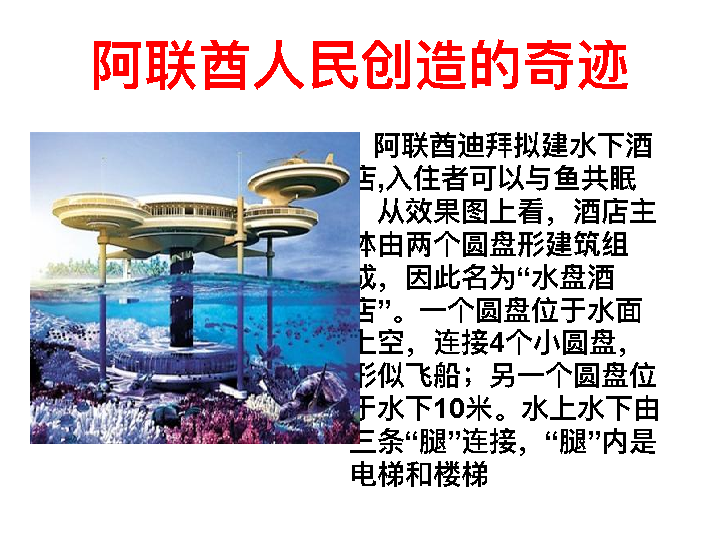 阿联酋人民创造的奇迹
阿联酋迪拜拟建水下酒
店,入住者可以与鱼共眠
从效果图上看，酒店主
体由两个圆盘形建筑组
成，因此名为“水盘酒
店”。一个圆盘位于水面
上空，连接4个小圆盘，
形似飞船；另一个圆盘位
于水下10米。水上水下由
三条“腿”连接，“腿”内是
电梯和楼梯